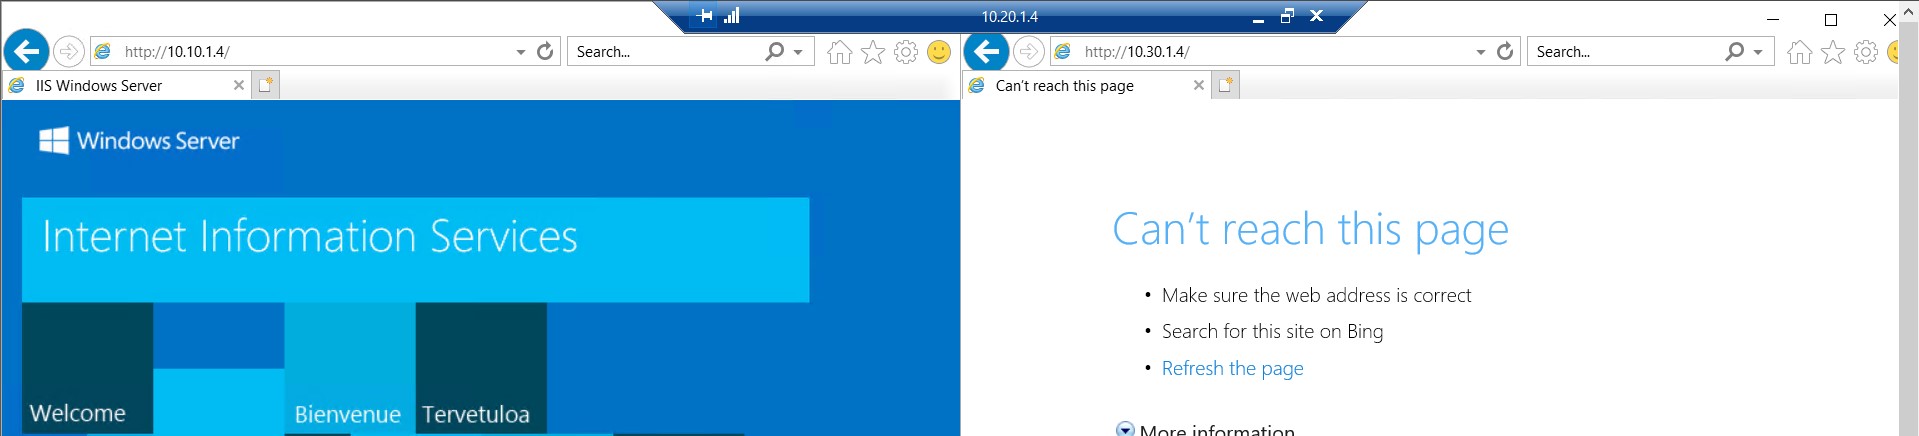 10.20.1.4
http://10.10.1.4/
Search...
IIS Windows Server
Windows Server
Internet Information Services
Welcome
Bienvenue
Tervetuloa
http://10.30.1.4/
Search...
Can't reach this page
Can't reach this page
• Make sure the web address is correct
• Search for this site on Bing
• Refresh the page
More information